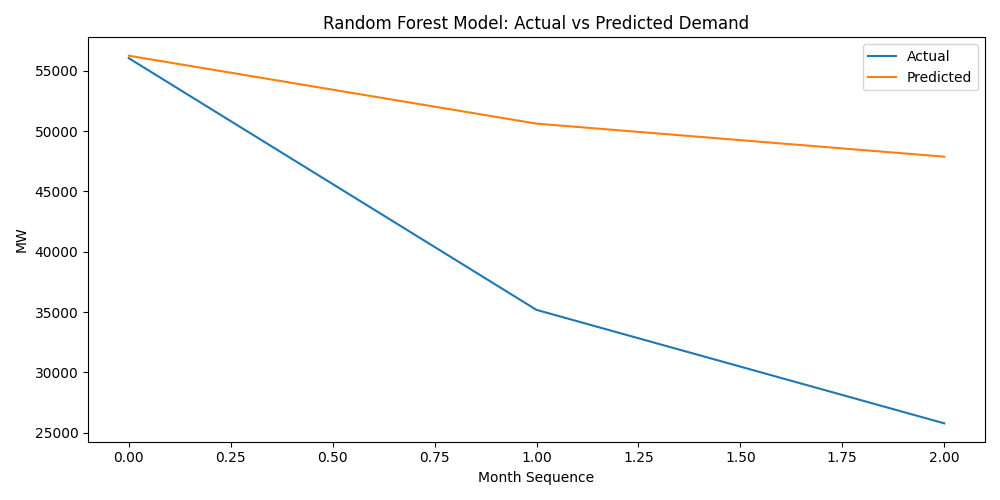 Random Forest Model: Actual vs Predicted Demand
Actual
Predicted
MW
55000
50000
45000
40000
35000
30000
25000
0.00 0.25 0.50 0.75 1.00 1.25 1.50 1.75 2.00
Month Sequence